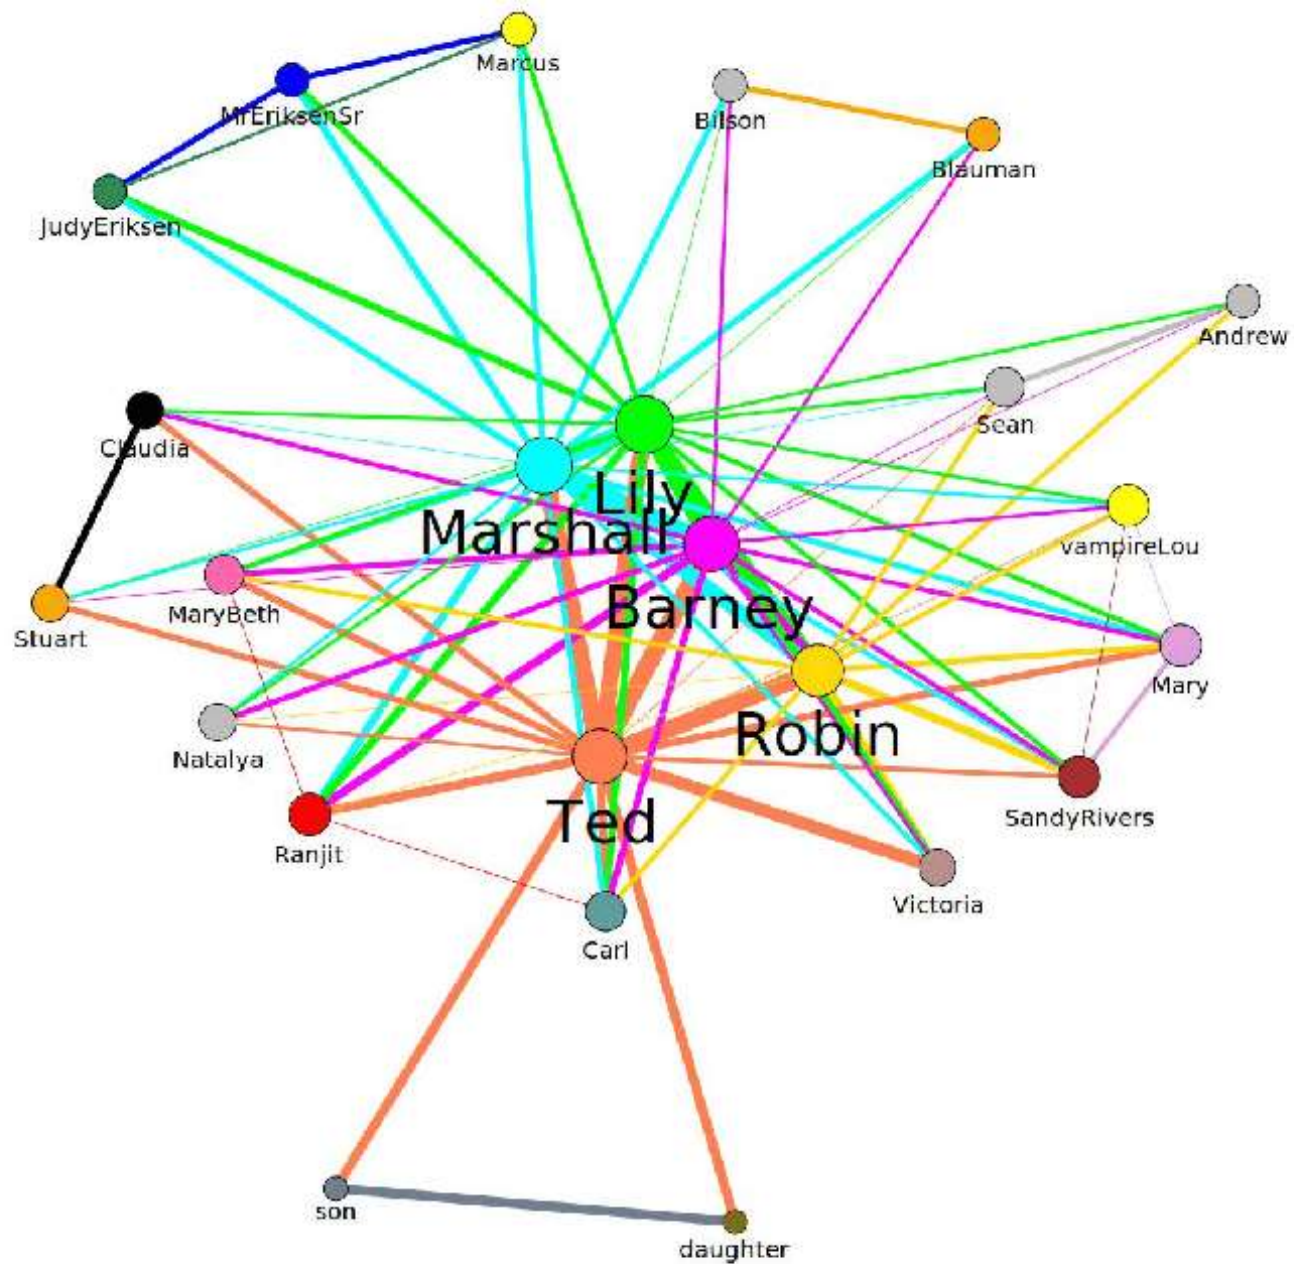 Marcus
MrEriksenSr
Bilson
Blauman
JudyEriksen
Andrew
Sean
Claudia
Lily
Marshall
vampireLou
Barney
MaryBeth
Stuart
Mary
Robin
Natalya
Ted
SandyRivers
Ranjit
Victoria
Carl
son
daughter